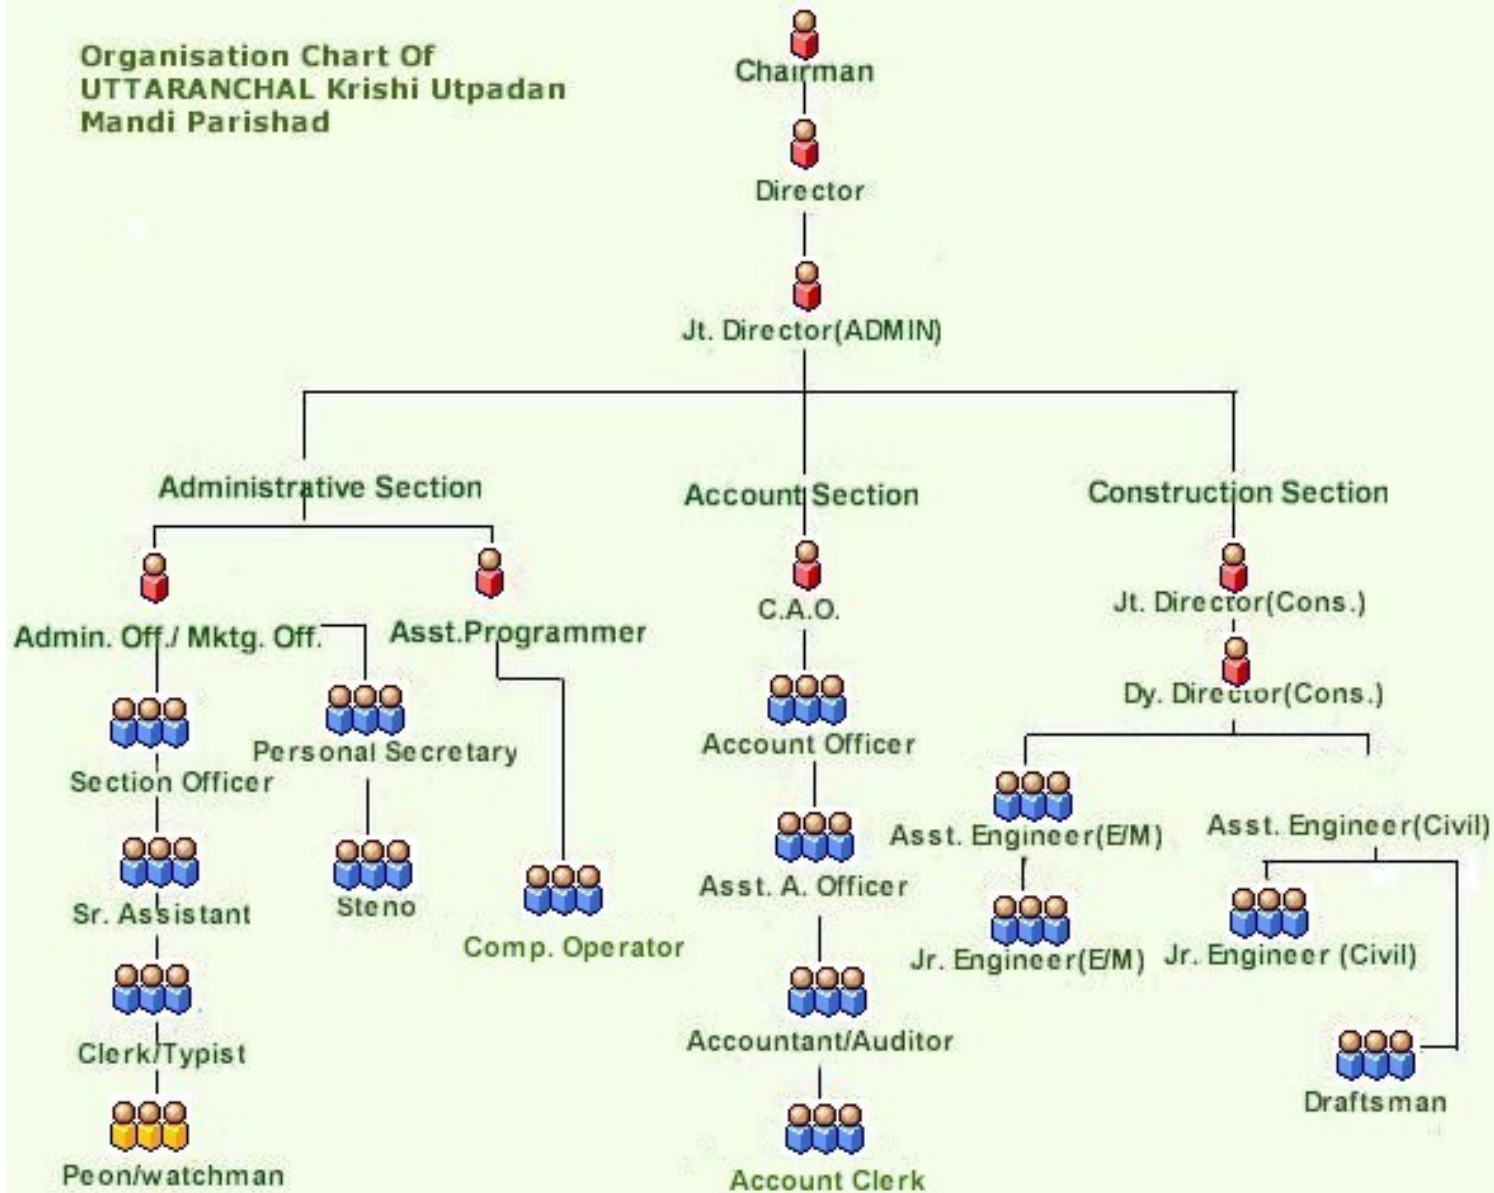 Organisation Chart Of
UTTARANCHAL Krishi Utpadan
Mandi Parishad
Chairman
Director
Jt. Director(ADMIN)
Administrative Section
Account Section
Construction Section
Admin. Off./ Mktg. Off.
Asst.Programmer
C.A.O.
Jt. Director(Cons.)
Dy. Director(Cons.)
Section Officer
Personal Secretary
Account Officer
Asst. Engineer(E/M)
Asst. Engineer(Civil)
Sr. Assistant
Steno
Comp. Operator
Asst. A. Officer
Jr. Engineer(E/M)
Jr. Engineer (Civil)
Clerk/Typist
Accountant/Auditor
Draftsman
Peon/watchman
Account Clerk